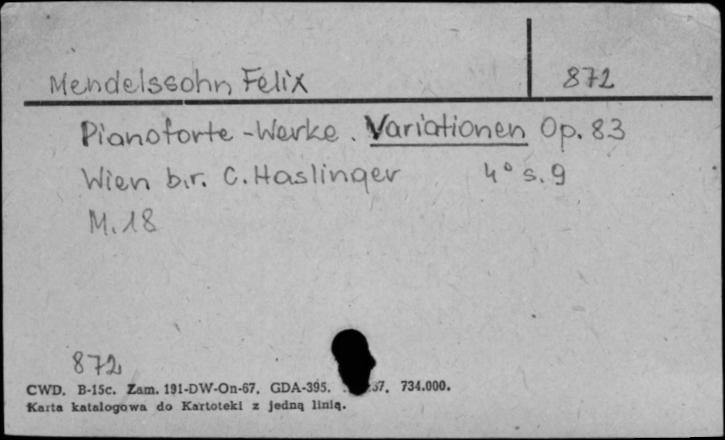 Mendelssohn Felix 872
Pianoforte-Werke. Variationen Op. 83
Wien b.r. C. Haslinger 4° s. 9
M. 18
872
CWD. B-15c. Zam. 191-DW-On-67. GDA-395. 67. 734.000.
Karta katalogowa do Kartoteki z jedną linią.